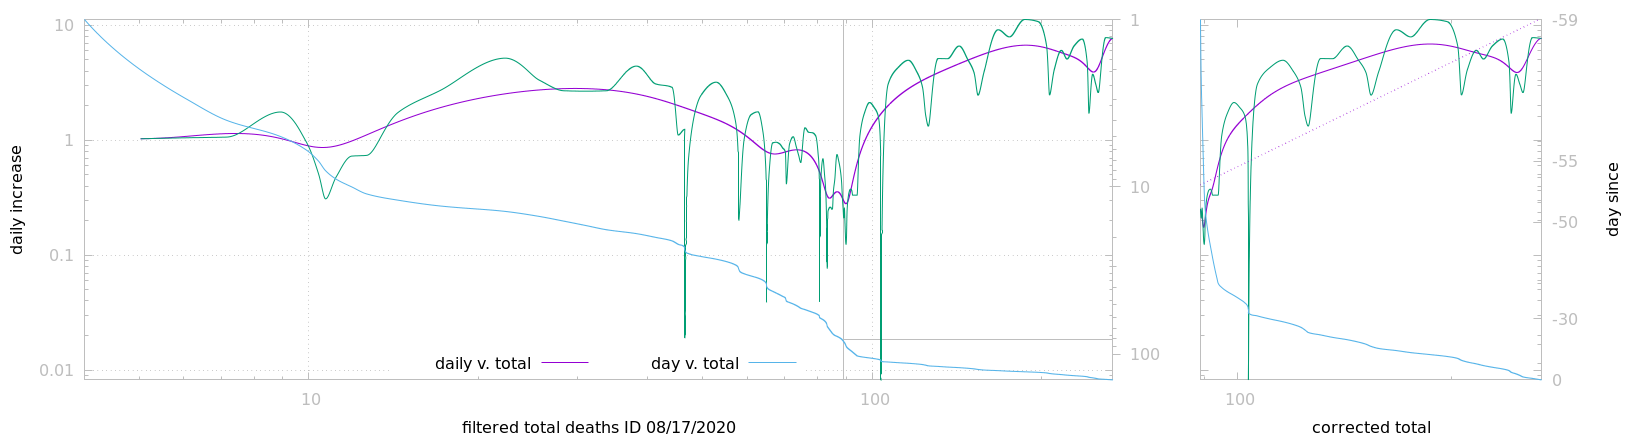 10
1
0.1
0.01
daily increase
10
100
filtered total deaths ID 08/17/2020
daily v. total
day v. total
1
10
100
100
corrected total
-59
-55
-50
-30
0
day since